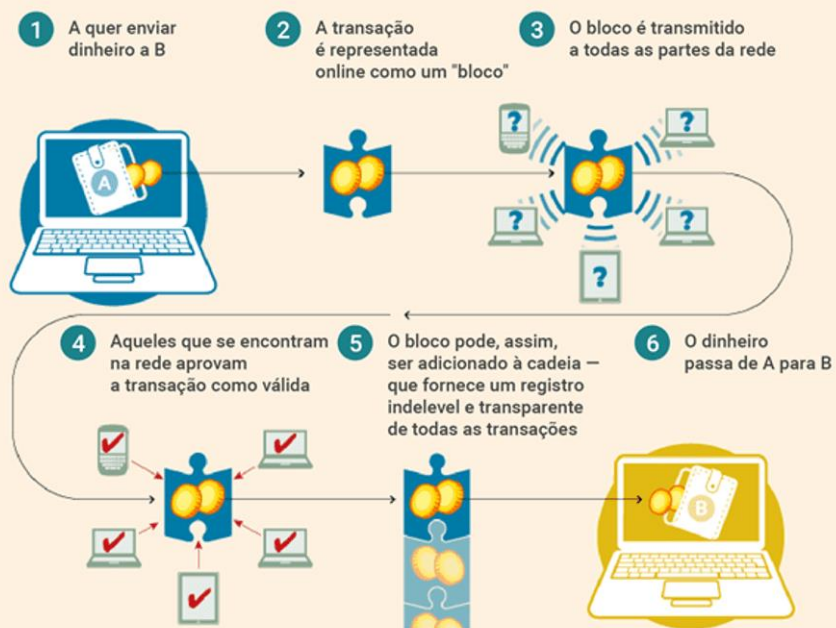 1
A quer enviar
dinheiro a B
2
A transação
é representada
online como um "bloco"
3
O bloco é transmitido
a todas as partes da rede
A
?
?
?
?
?
4
Aqueles que se encontram
na rede aprovam
a transação como válida
5
O bloco pode, assim,
ser adicionado à cadeia —
que fornece um registro
indelevel e transparente
de todas as transações
6
O dinheiro
passa de A para B
B